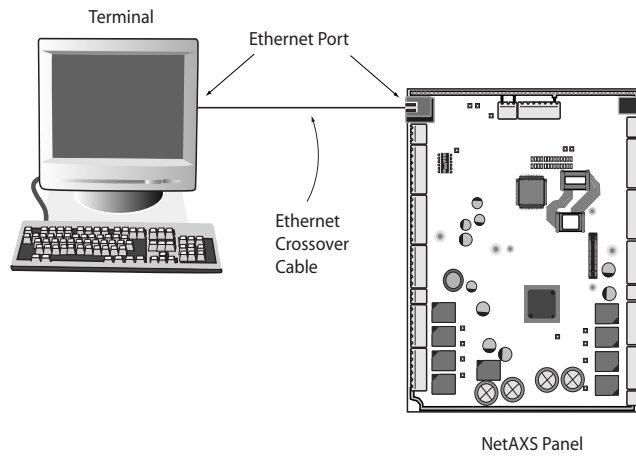 Terminal
Ethernet Port
Ethernet
Crossover
Cable
NetAXS Panel